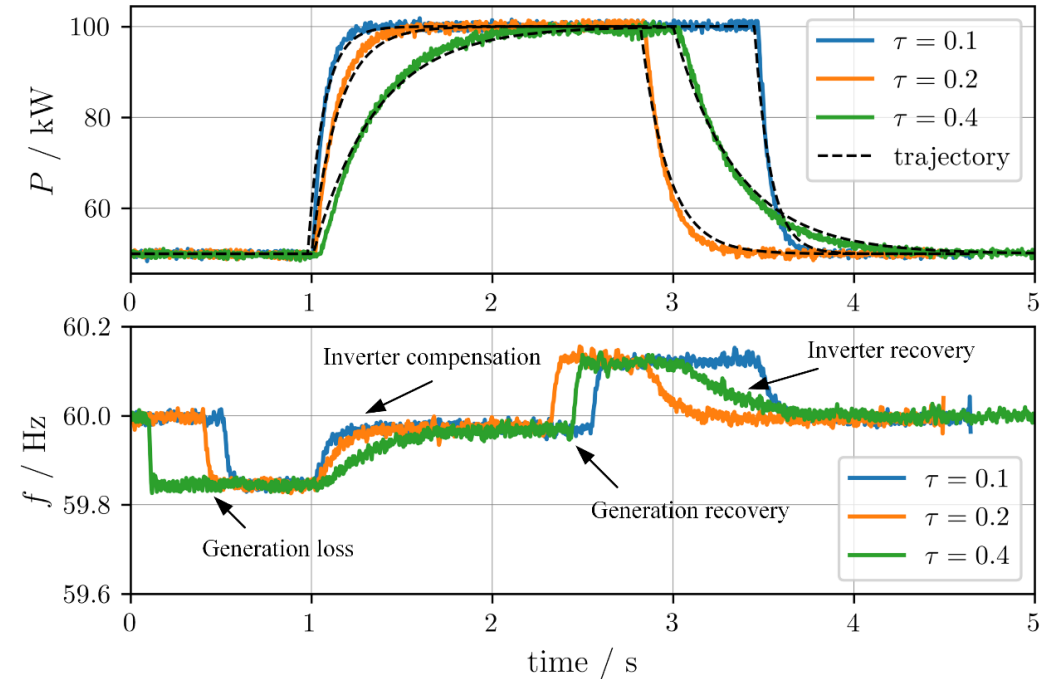 100
80
60
P / kW
τ = 0.1
τ = 0.2
τ = 0.4
trajectory
0 1 2 3 4 5
60.2
60.0
59.8
59.6
f / Hz
Inverter compensation
Inverter recovery
Generation loss
Generation recovery
τ = 0.1
τ = 0.2
τ = 0.4
0 1 2 3 4 5
time / s